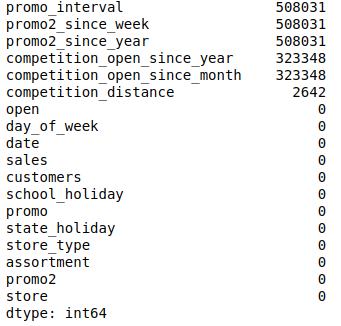 promo_interval 508031
promo2_since_week 508031
promo2_since_year 508031
competition_open_since_year 323348
competition_open_since_month 323348
competition_distance 2642
open 0
day_of_week 0
date 0
sales 0
customers 0
school_holiday 0
promo 0
state_holiday 0
store_type 0
assortment 0
promo2 0
store 0
dtype: int64